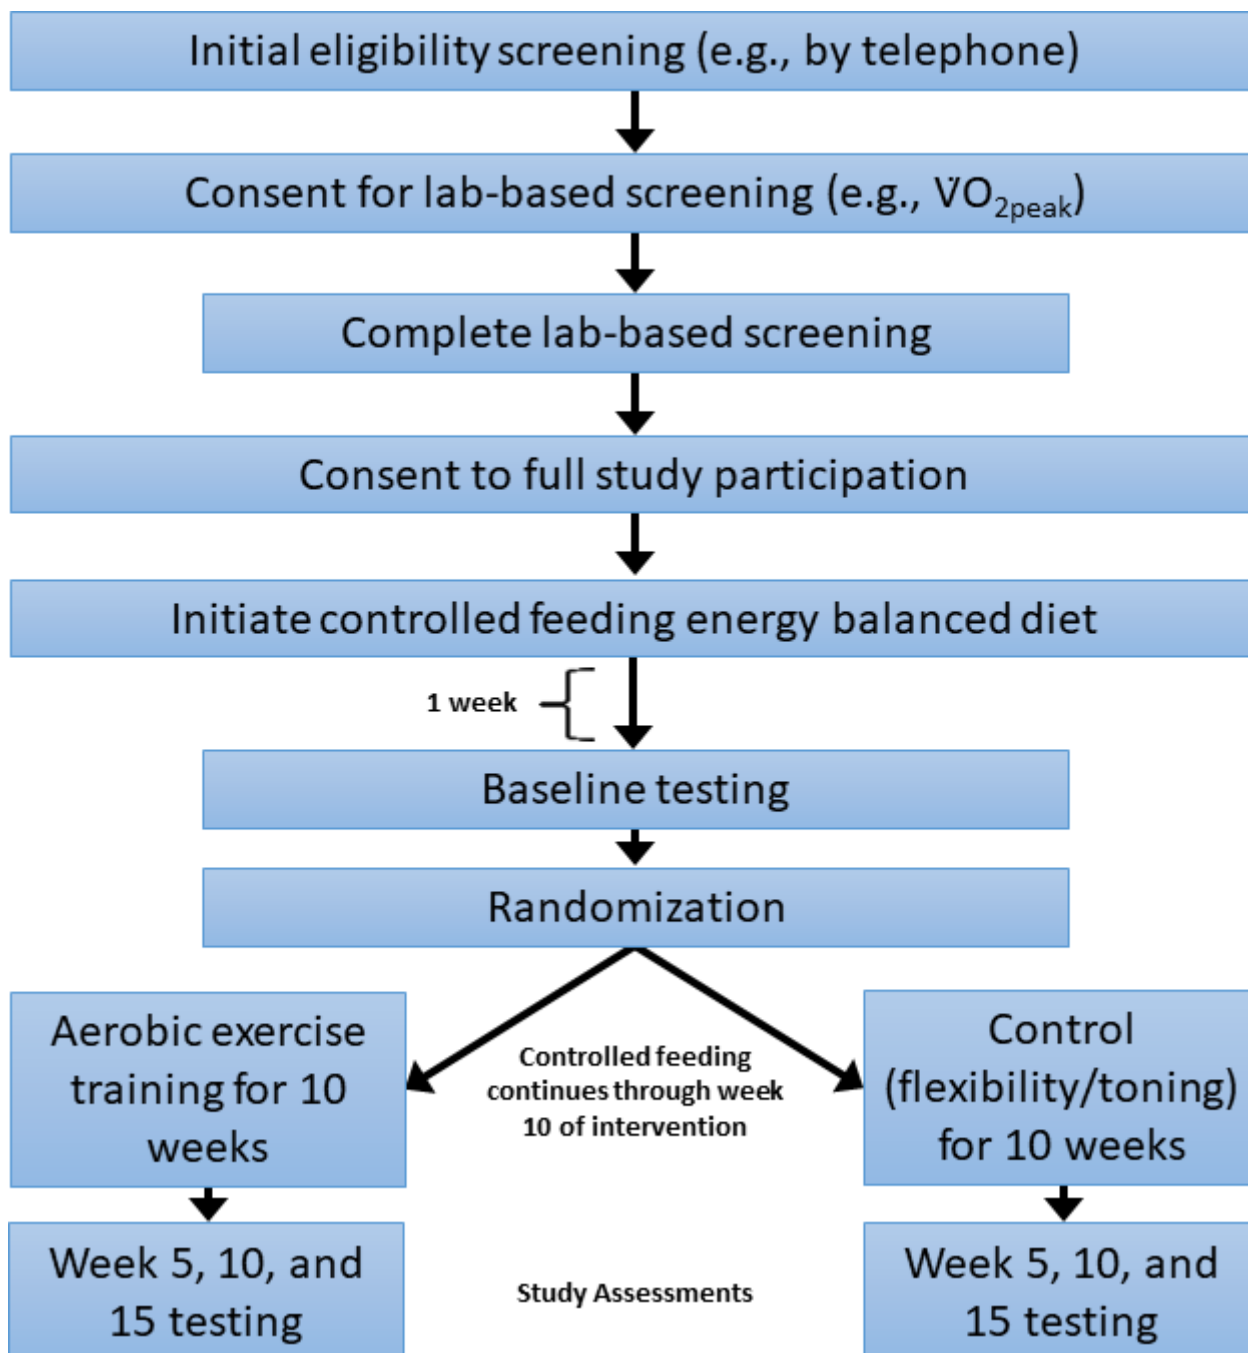 Initial eligibility screening (e.g., by telephone)
Consent for lab-based screening (e.g., V̈O₂peak)
Complete lab-based screening
Consent to full study participation
Initiate controlled feeding energy balanced diet
1 week
Baseline testing
Randomization
Aerobic exercise
training for 10
weeks
Controlled feeding
continues through week
10 of intervention
Control
(flexibility/toning)
for 10 weeks
Week 5, 10, and
15 testing
Study Assessments
Week 5, 10, and
15 testing